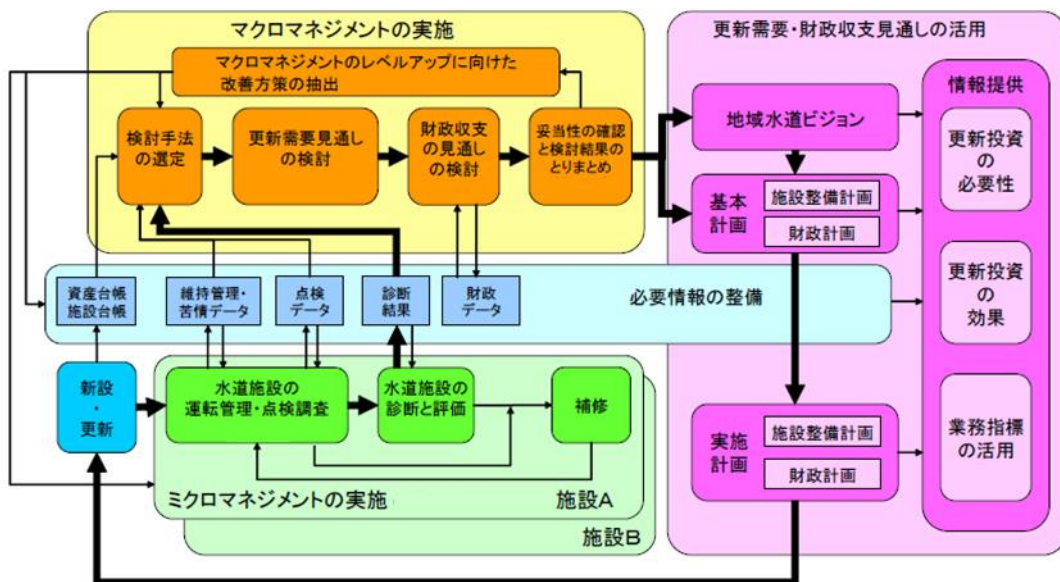 マクロマネジメントの実施
マクロマネジメントのレベルアップに向けた
改善方策の抽出
検討手法
の選定
更新需要見通し
の検討
財政収支
の見通し
の検討
妥当性の確認
と検討結果の
とりまとめ
更新需要・財政収支見通しの活用
地域水道ビジョン
基本
計画
施設整備計画
財政計画
実施
計画
施設整備計画
財政計画
情報提供
更新投資
の
必要性
更新投資
の
効果
業務指標
の活用
資産台帳
施設台帳
維持管理・
苦情データ
点検
データ
診断
結果
財政
データ
必要情報の整備
新設
・
更新
水道施設の
運転管理・点検調査
水道施設の
診断と評価
補修
ミクロマネジメントの実施
施設A
施設B